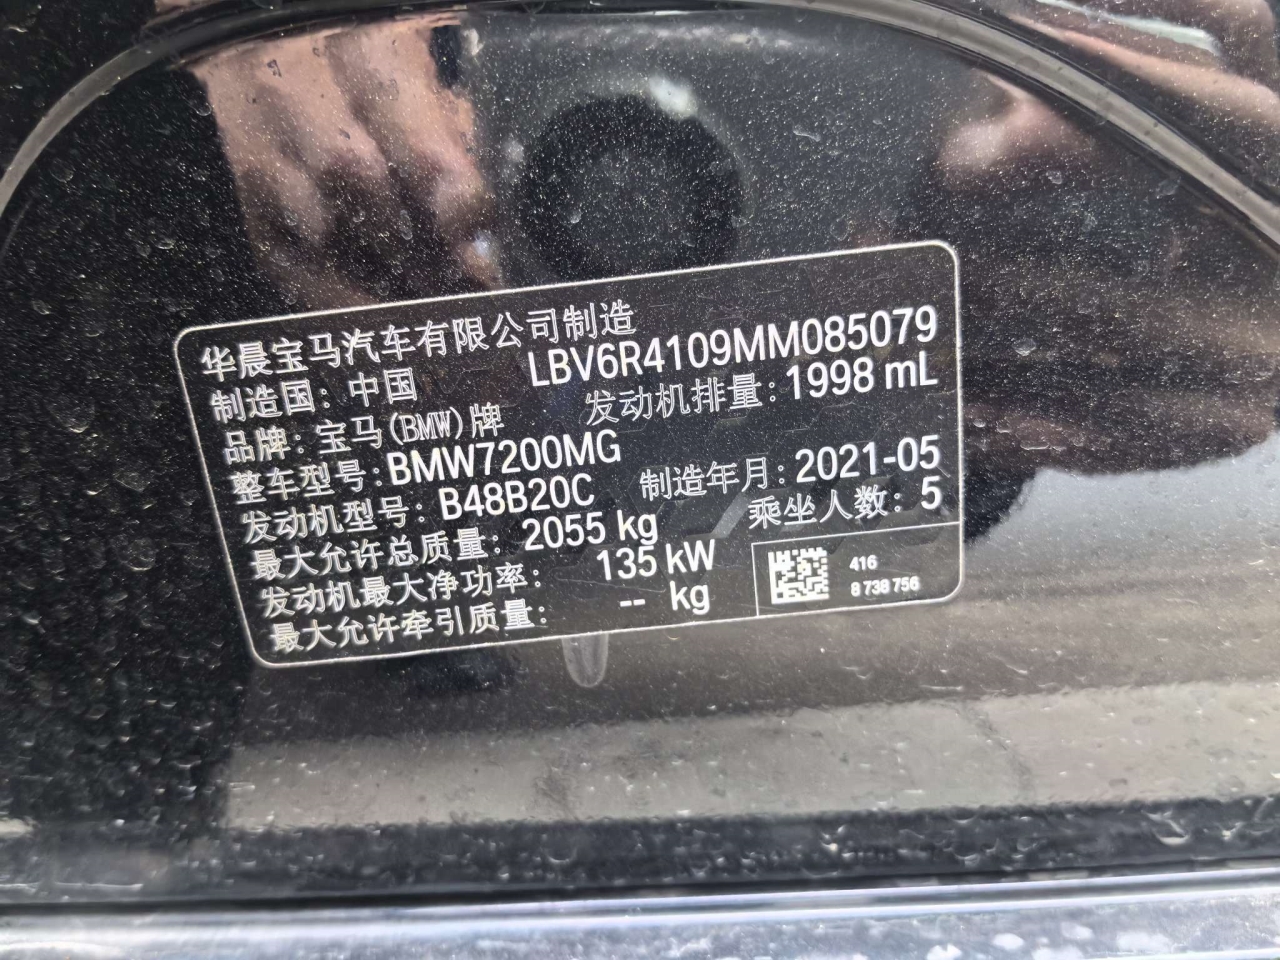 华晨宝马汽车有限公司制造
制造国：中国 LBV6R4109MM085079
品牌：宝马(BMW)牌 发动机排量：1998 mL
整车型号：BMW7200MG
发动机型号：B48B20C 制造年月：2021-05
最大允许总质量：2055 kg 乘坐人数：5
发动机最大净功率：135 kW
最大允许牵引质量：-- kg
416
8 738 756